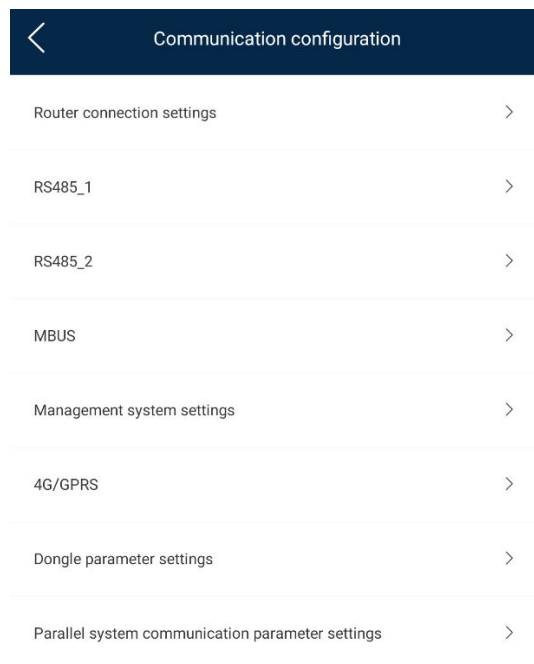 Communication configuration
Router connection settings
RS485_1
RS485_2
MBUS
Management system settings
4G/GPRS
Dongle parameter settings
Parallel system communication parameter settings